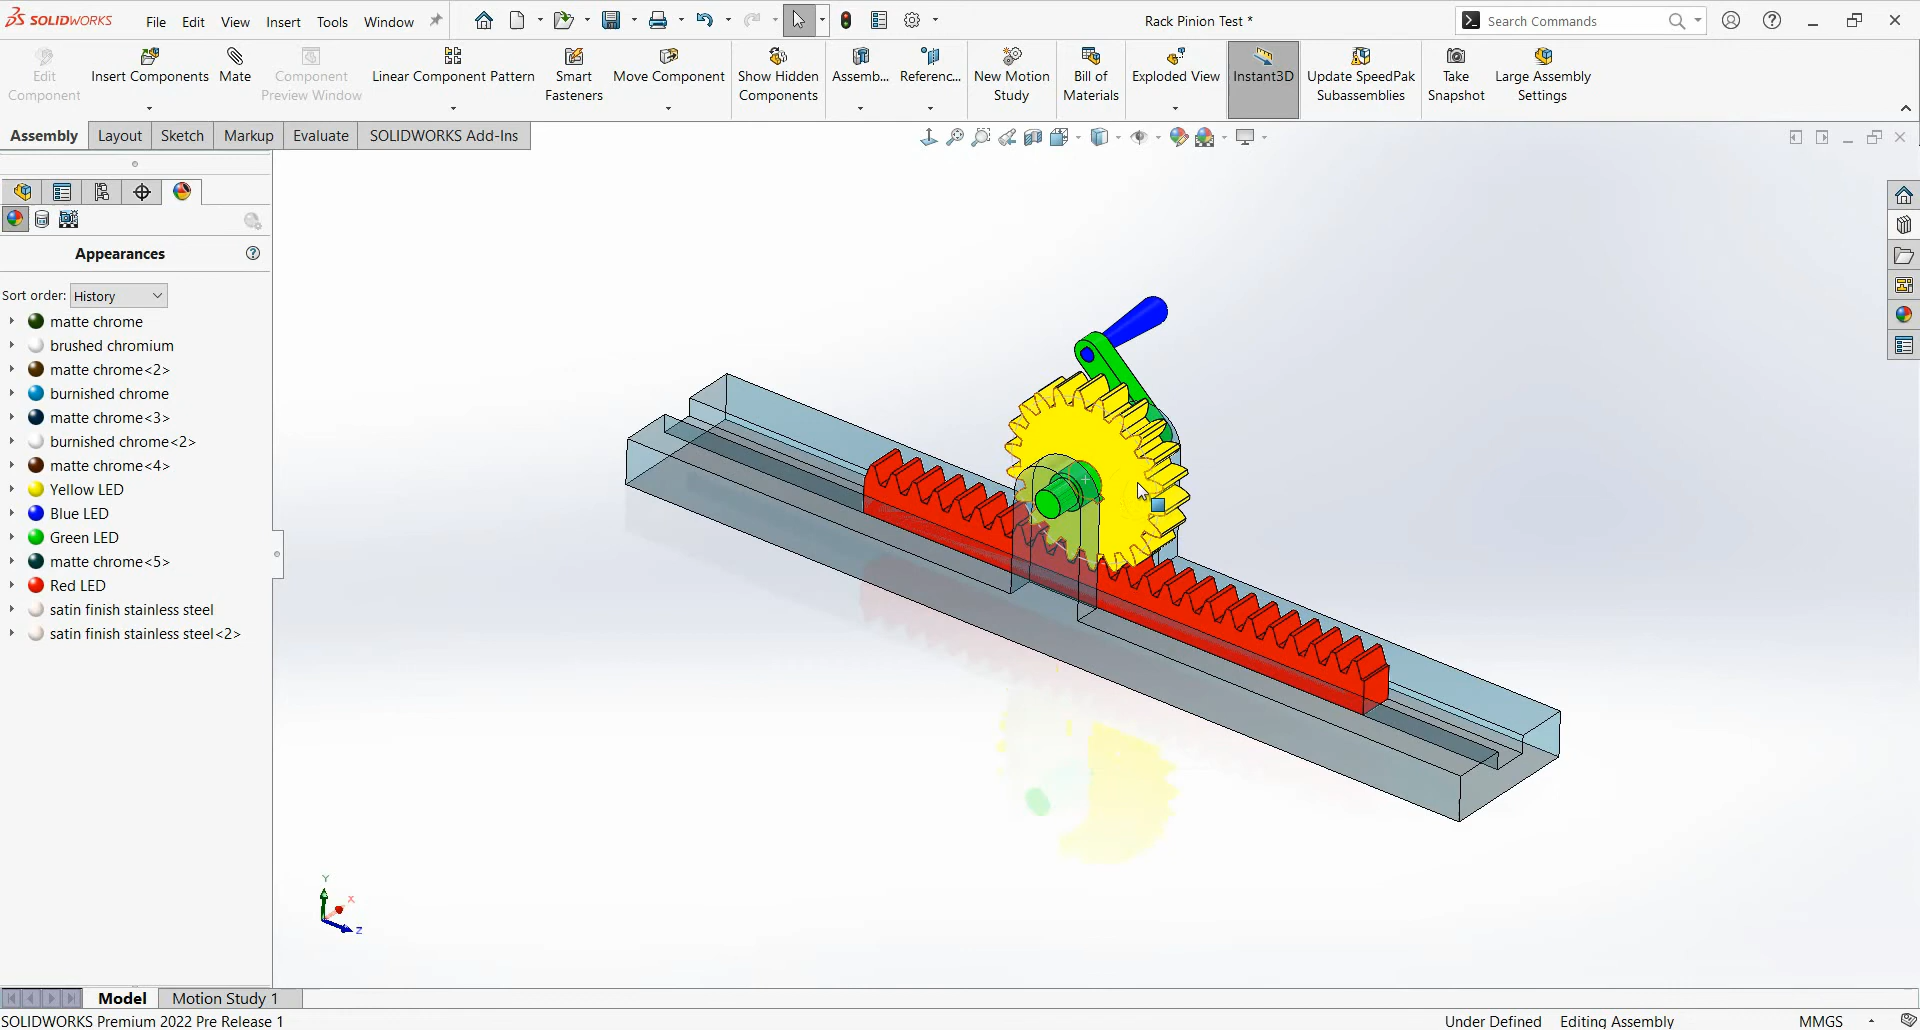 SOLIDWORKS File Edit View Insert Tools Window Rack Pinion Test * Search Commands
Edit Component
Insert Components
Mate
Component Preview Window
Linear Component Pattern
Smart Fasteners
Move Component
Show Hidden Components
Assemb...
Referenc...
New Motion Study
Bill of Materials
Exploded View
Instant3D
Update SpeedPak Subassemblies
Take Snapshot
Large Assembly Settings
Assembly Layout Sketch Markup Evaluate SOLIDWORKS Add-Ins
Appearances
Sort order: History
matte chrome
brushed chromium
matte chrome<2>
burnished chrome
matte chrome<3>
burnished chrome<2>
matte chrome<4>
Yellow LED
Blue LED
Green LED
matte chrome<5>
Red LED
satin finish stainless steel
satin finish stainless steel<2>
Y
X
Z
Model Motion Study 1
SOLIDWORKS Premium 2022 Pre Release 1 Under Defined Editing Assembly MMGS